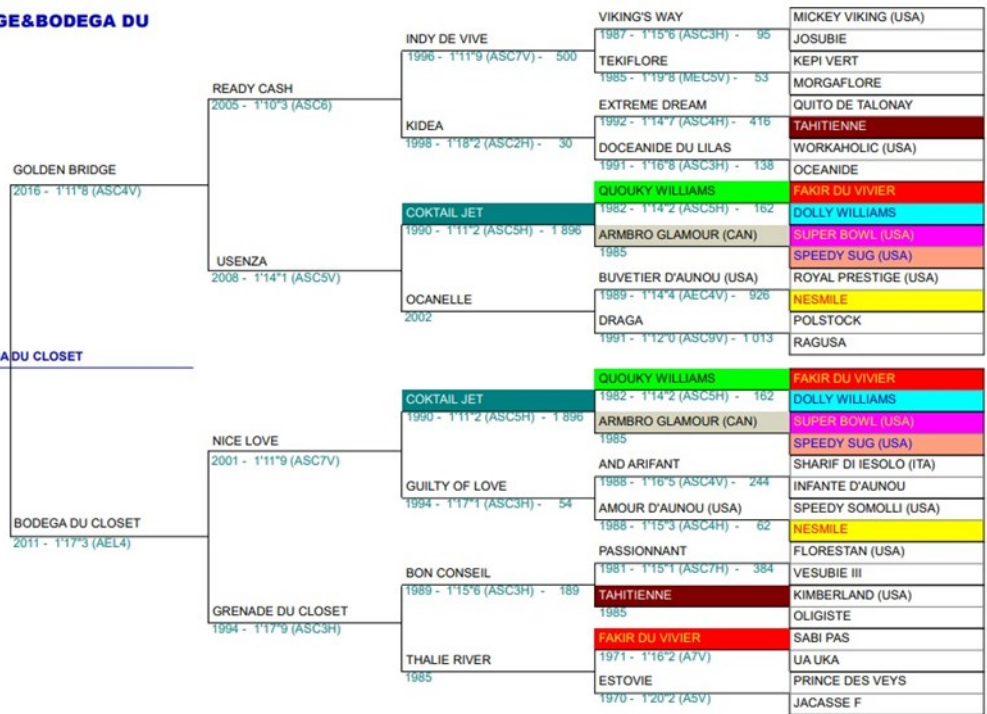 GE&BODEGA DU
A DU CLOSET
GOLDEN BRIDGE
2016 - 1'11"8 (ASC4V)
BODEGA DU CLOSET
2011 - 1'17"3 (AEL4)
READY CASH
2005 - 1'10"3 (ASC6)
USENZA
2008 - 1'14"1 (ASC5V)
NICE LOVE
2001 - 1'11"9 (ASC7V)
GRENADE DU CLOSET
1994 - 1'17"9 (ASC3H)
INDY DE VIVE
1996 - 1'11"9 (ASC7V) - 500
KIDEA
1998 - 1'18"2 (ASC2H) - 30
COKTAIL JET
1990 - 1'11"2 (ASC5H) - 1 896
OCANELLE
2002
COKTAIL JET
1990 - 1'11"2 (ASC5H) - 1 896
GUILTY OF LOVE
1994 - 1'17"1 (ASC3H) - 54
BON CONSEIL
1989 - 1'15"6 (ASC3H) - 189
THALIE RIVER
1985
VIKING'S WAY
1987 - 1'15"6 (ASC3H) - 95
TEKIFLORE
1985 - 1'19"8 (MEC5V) - 53
EXTREME DREAM
1992 - 1'14"7 (ASC4H) - 416
DOCEANIDE DU LILAS
1991 - 1'16"8 (ASC3H) - 138
QUOUKY WILLIAMS
1982 - 1'14"2 (ASC5H) - 162
ARMBRO GLAMOUR (CAN)
1985
BUVETIER D'AUNOU (USA)
1989 - 1'14"4 (AEC4V) - 926
DRAGA
1991 - 1'12"0 (ASC9V) - 1 013
QUOUKY WILLIAMS
1982 - 1'14"2 (ASC5H) - 162
ARMBRO GLAMOUR (CAN)
1985
AND ARIFANT
1988 - 1'16"5 (ASC4V) - 244
AMOUR D'AUNOU (USA)
1988 - 1'15"3 (ASC4H) - 62
PASSIONNANT
1981 - 1'15"1 (ASC7H) - 384
TAHITIENNE
1985
FAKIR DU VIVIER
1971 - 1'16"2 (A7V)
ESTOVIE
1970 - 1'20"2 (A5V)
MICKEY VIKING (USA)
JOSUBIE
KEPI VERT
MORGAFLORE
QUITO DE TALONAY
TAHITIENNE
WORKAHOLIC (USA)
OCEANIDE
FAKIR DU VIVIER
DOLLY WILLIAMS
SUPER BOWL (USA)
SPEEDY SUG (USA)
ROYAL PRESTIGE (USA)
NESMILE
POLSTOCK
RAGUSA
FAKIR DU VIVIER
DOLLY WILLIAMS
SUPER BOWL (USA)
SPEEDY SUG (USA)
SHARIF DI IESOLO (ITA)
INFANTE D'AUNOU
SPEEDY SOMOLLI (USA)
NESMILE
FLORESTAN (USA)
VESUBIE III
KIMBERLAND (USA)
OLIGISTE
SABI PAS
UA UKA
PRINCE DES VEYS
JACASSE F